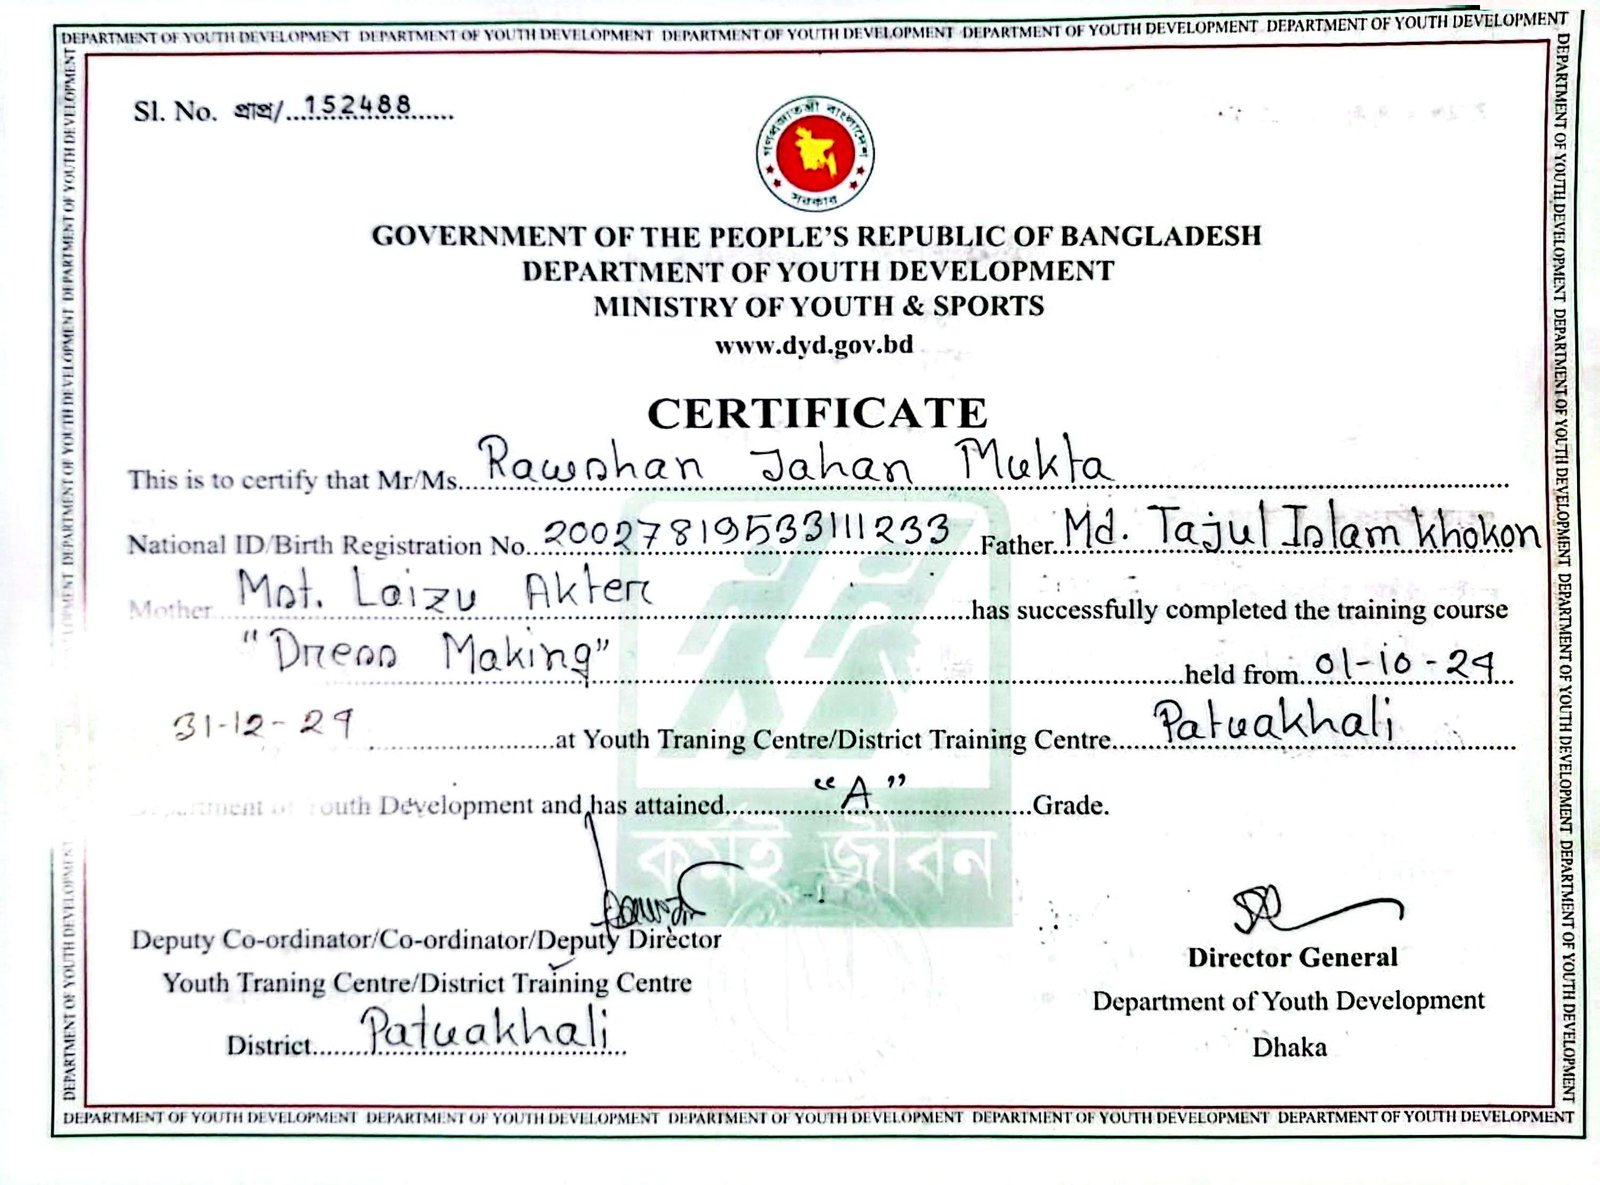 DEPARTMENT OF YOUTH DEVELOPMENT DEPARTMENT OF YOUTH DEVELOPMENT DEPARTMENT OF YOUTH DEVELOPMENT DEPARTMENT OF YOUTH DEVELOPMENT DEPARTMENT OF YOUTH DEVELOPMENT
Sl. No. প্রাপ্র/...152488......
গণপ্রজাতন্ত্রী বাংলাদেশ
সরকার
GOVERNMENT OF THE PEOPLE'S REPUBLIC OF BANGLADESH
DEPARTMENT OF YOUTH DEVELOPMENT
MINISTRY OF YOUTH & SPORTS
www.dyd.gov.bd
CERTIFICATE
This is to certify that Mr/Ms. Rawshan Jahan Mukta
National ID/Birth Registration No. 20027819533111233 Father Md. Tajul Islam Khokon
Mother Mst. Laizu Akter has successfully completed the training course
"Dress Making" held from 01-10-24
31-12-24 at Youth Traning Centre/District Training Centre Patuakhali
Department of Youth Development and has attained "A" Grade.
কর্মই জীবন
Deputy Co-ordinator/Co-ordinator/Deputy Director
Youth Traning Centre/District Training Centre
District Patuakhali
Director General
Department of Youth Development
Dhaka
DEPARTMENT OF YOUTH DEVELOPMENT DEPARTMENT OF YOUTH DEVELOPMENT DEPARTMENT OF YOUTH DEVELOPMENT DEPARTMENT OF YOUTH DEVELOPMENT DEPARTMENT OF YOUTH DEVELOPMENT